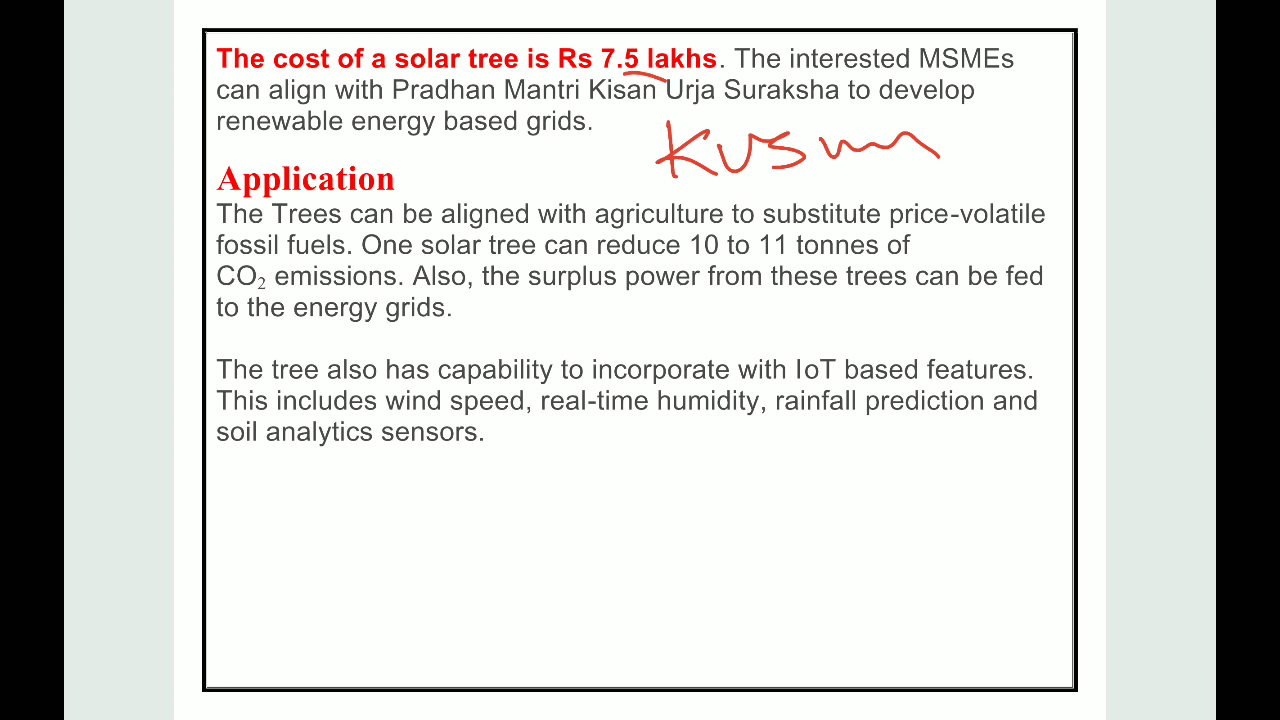 The cost of a solar tree is Rs 7.5 lakhs. The interested MSMEs
can align with Pradhan Mantri Kisan Urja Suraksha to develop
renewable energy based grids.
KUSum
Application
The Trees can be aligned with agriculture to substitute price-volatile
fossil fuels. One solar tree can reduce 10 to 11 tonnes of
CO₂ emissions. Also, the surplus power from these trees can be fed
to the energy grids.
The tree also has capability to incorporate with IoT based features.
This includes wind speed, real-time humidity, rainfall prediction and
soil analytics sensors.